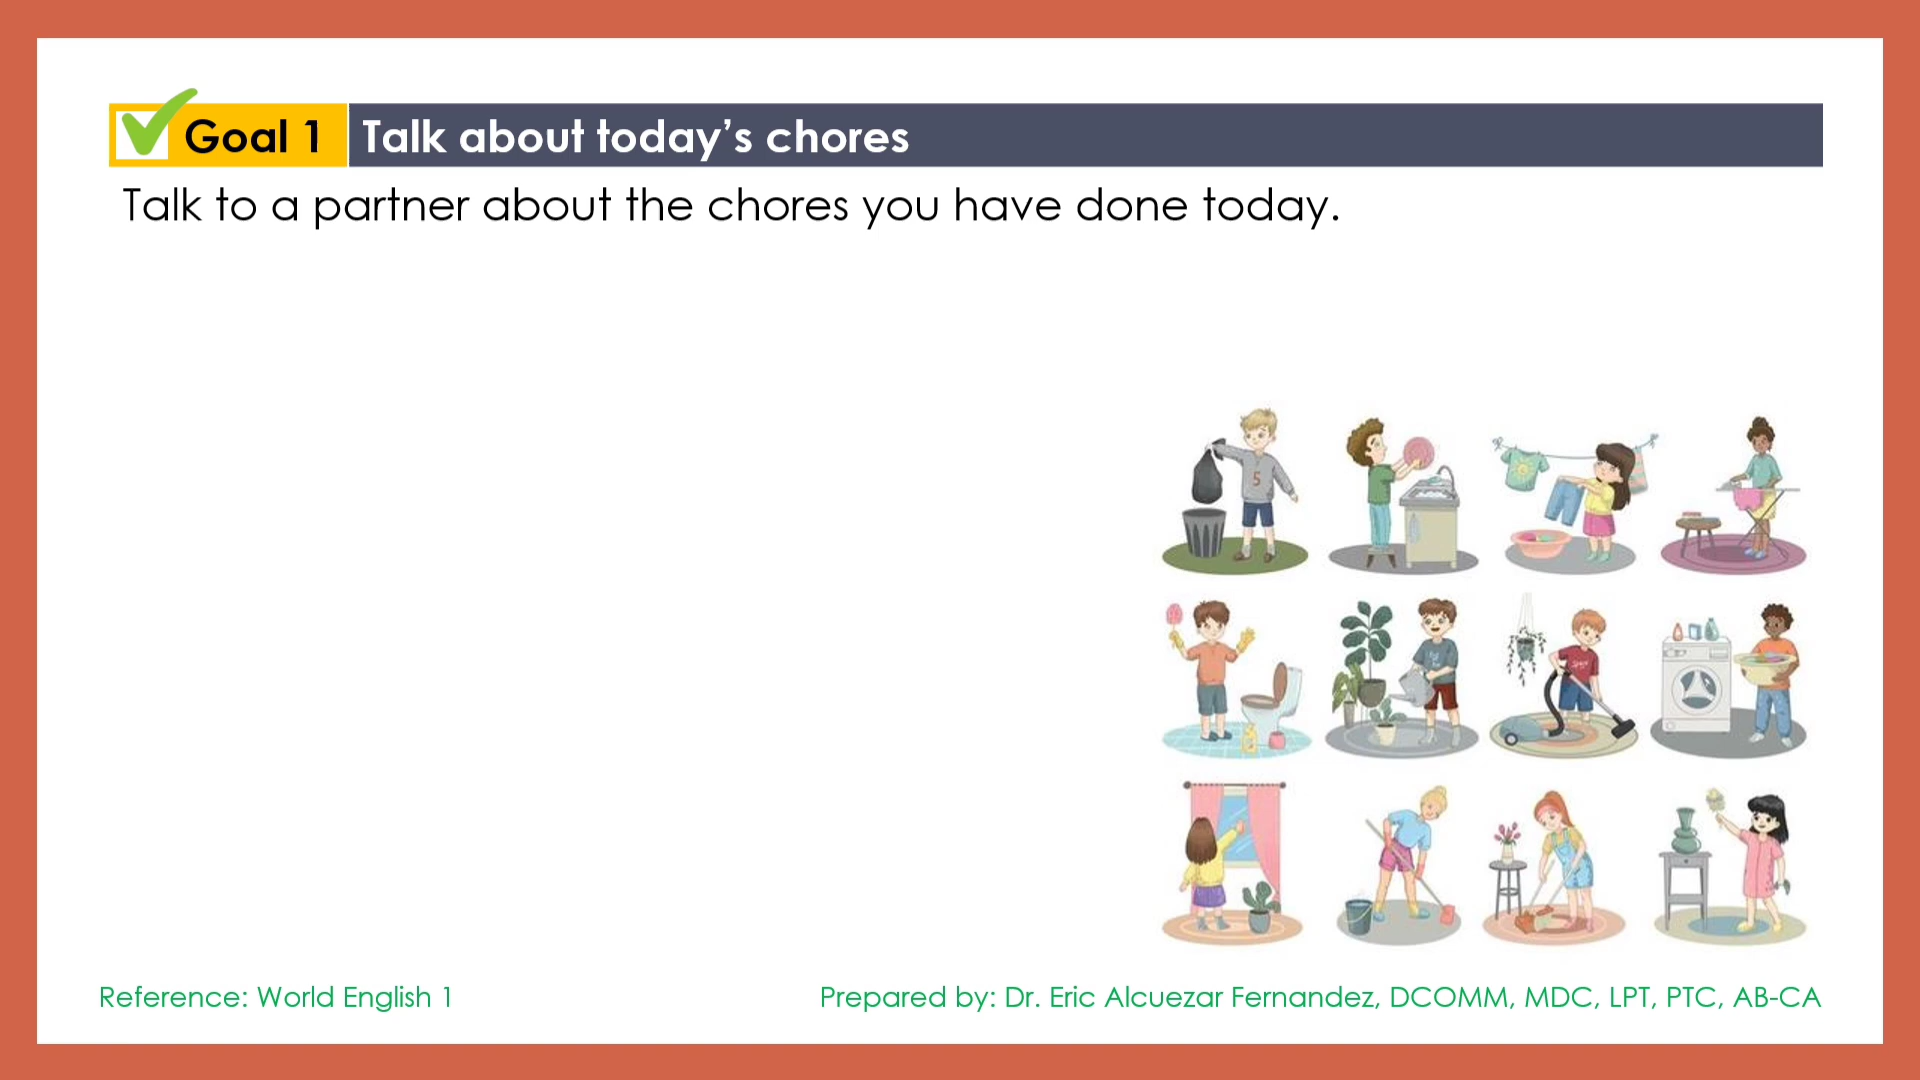 Goal 1 Talk about today’s chores
Talk to a partner about the chores you have done today.
5
Reference: World English 1
Prepared by: Dr. Eric Alcuezar Fernandez, DCOMM, MDC, LPT, PTC, AB-CA